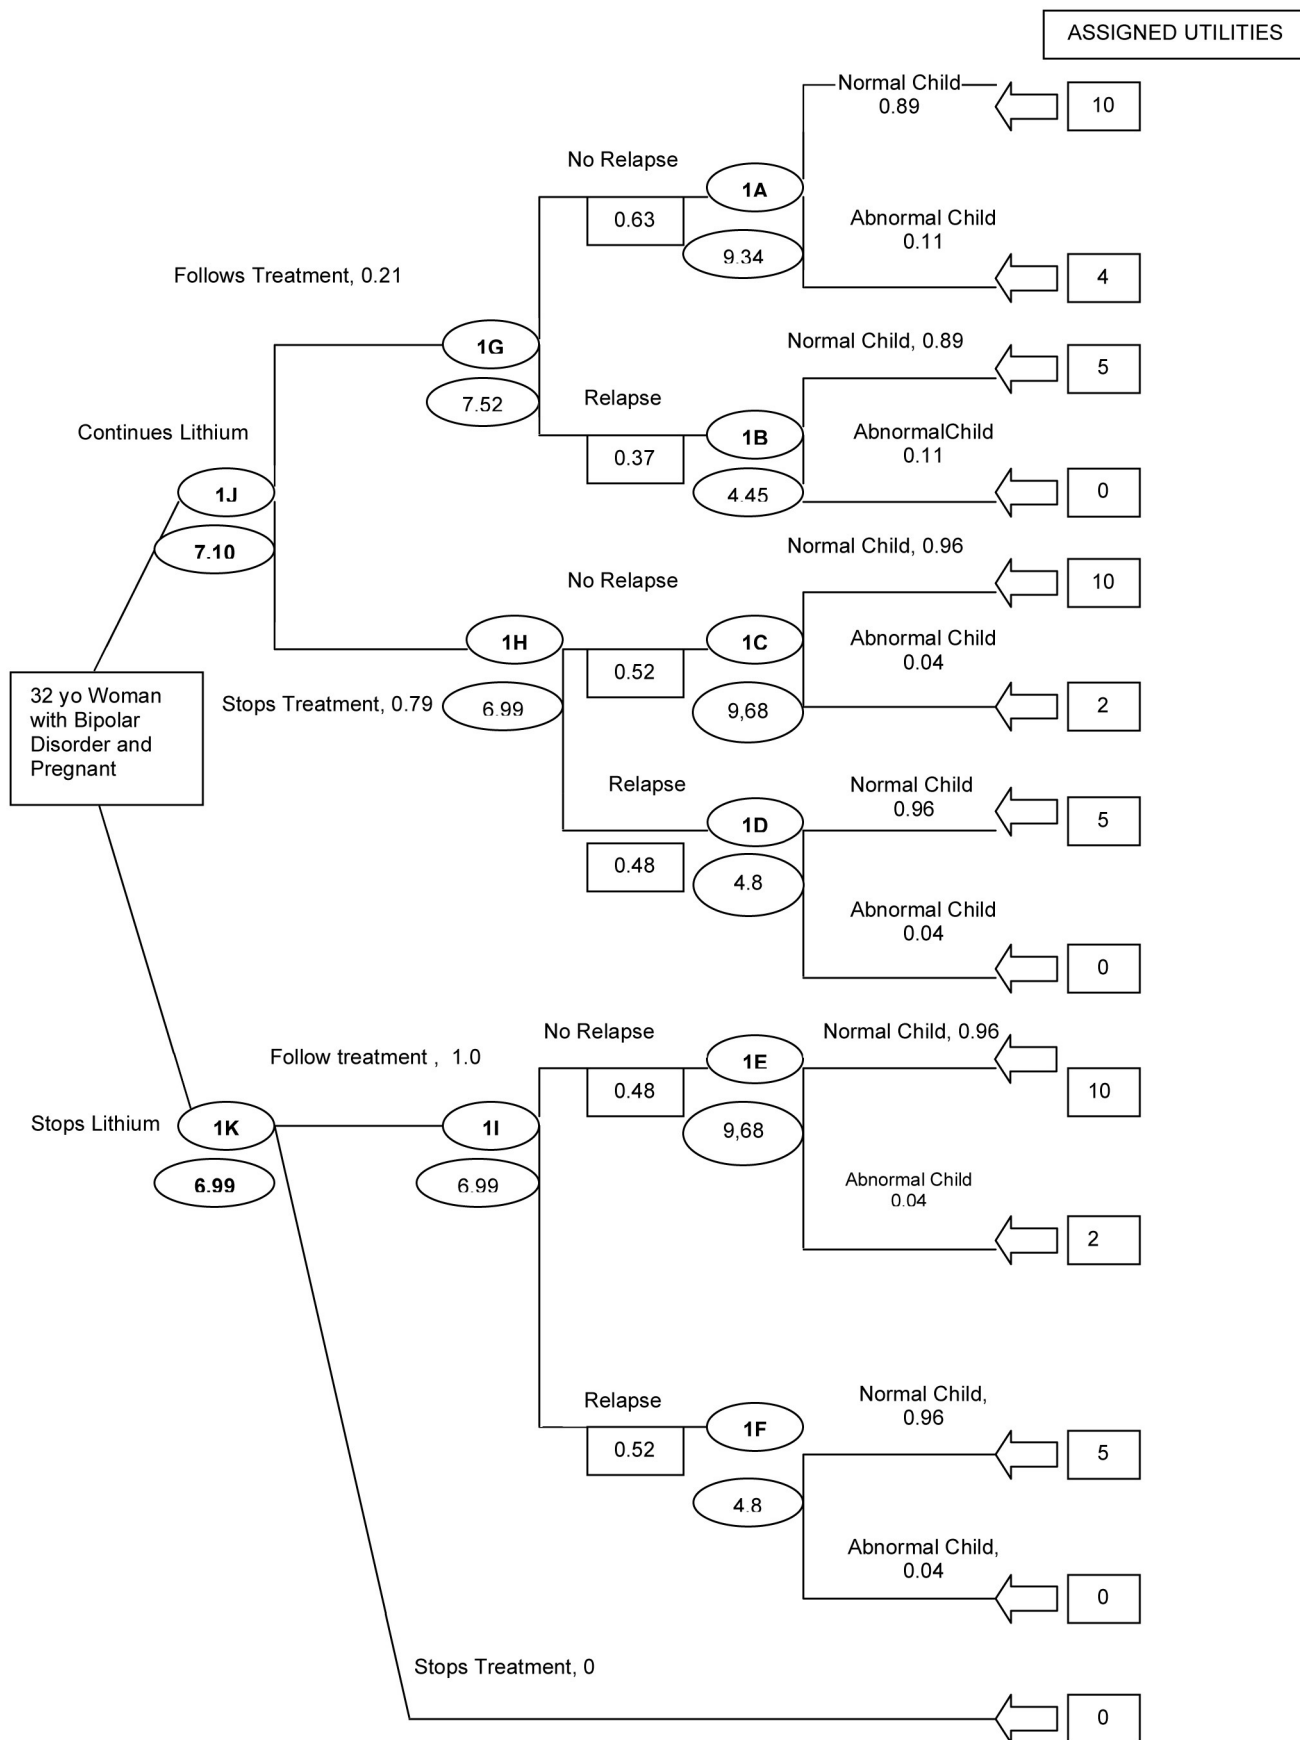 ASSIGNED UTILITIES
Normal Child
0.89
10
No Relapse
1A
0.63
9.34
Abnormal Child
0.11
4
Follows Treatment, 0.21
1G
7.52
Normal Child, 0.89
5
Relapse
1B
0.37
4.45
AbnormalChild
0.11
0
Continues Lithium
1J
7.10
Normal Child, 0.96
10
No Relapse
1H
1C
0.52
Abnormal Child
0.04
Stops Treatment, 0.79
6.99
9,68
2
32 yo Woman
with Bipolar
Disorder and
Pregnant
Relapse
1D
0.48
4.8
Normal Child
0.96
5
Abnormal Child
0.04
0
No Relapse
1E
Normal Child, 0.96
10
Follow treatment , 1.0
0.48
9,68
Stops Lithium
1K
1I
6.99
6.99
Abnormal Child
0.04
2
Relapse
1F
0.52
4.8
Normal Child,
0.96
5
Abnormal Child,
0.04
0
Stops Treatment, 0
0